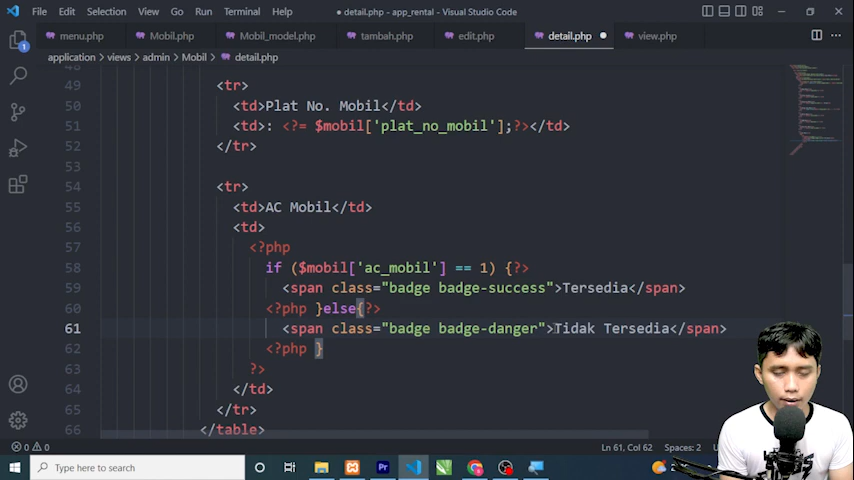 File Edit Selection View Go Run Terminal Help
detail.php - app_rental - Visual Studio Code
menu.php Mobil.php Mobil_model.php tambah.php edit.php detail.php view.php
application > views > admin > Mobil > detail.php
49 <tr>
50 <td>Plat No. Mobil</td>
51 <td>: <?= $mobil['plat_no_mobil'];?></td>
52 </tr>
53
54 <tr>
55 <td>AC Mobil</td>
56 <td>
57 <?php
58 if ($mobil['ac_mobil'] == 1) {?>
59 <span class="badge badge-success">Tersedia</span>
60 <?php }else{?>
61 <span class="badge badge-danger">Tidak Tersedia</span>
62 <?php }
63 ?>
64 </td>
65 </tr>
66 </table>
0 0
Ln 61, Col 62 Spaces: 2
Type here to search